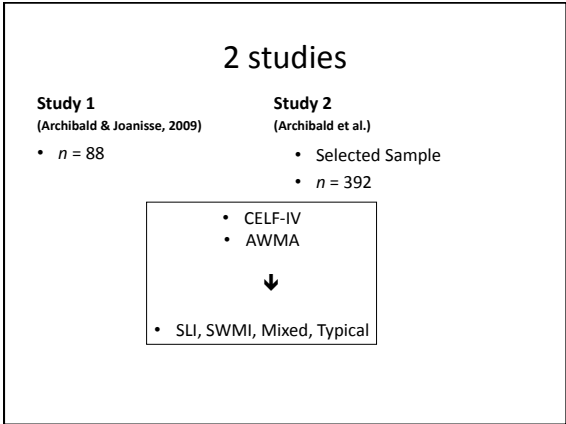 2 studies
Study 1
(Archibald & Joanisse, 2009)
• n = 88
Study 2
(Archibald et al.)
• Selected Sample
• n = 392
• CELF-IV
• AWMA
↓
• SLI, SWMI, Mixed, Typical